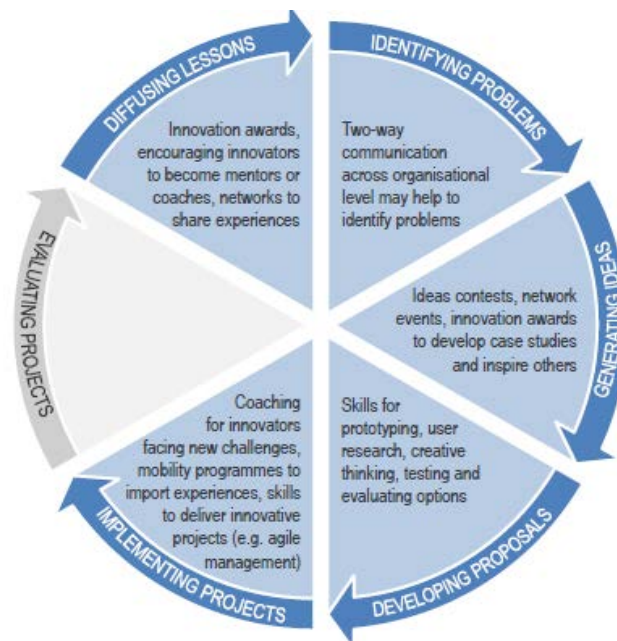 IDENTIFYING PROBLEMS
Two-way
communication
across organisational
level may help to
identify problems
GENERATING IDEAS
Ideas contests, network
events, innovation awards
to develop case studies
and inspire others
DEVELOPING PROPOSALS
Skills for
prototyping, user
research, creative
thinking, testing and
evaluating options
IMPLEMENTING PROJECTS
Coaching
for innovators
facing new challenges,
mobility programmes to
import experiences, skills
to deliver innovative
projects (e.g. agile
management)
EVALUATING PROJECTS
DIFFUSING LESSONS
Innovation awards,
encouraging innovators
to become mentors or
coaches, networks to
share experiences